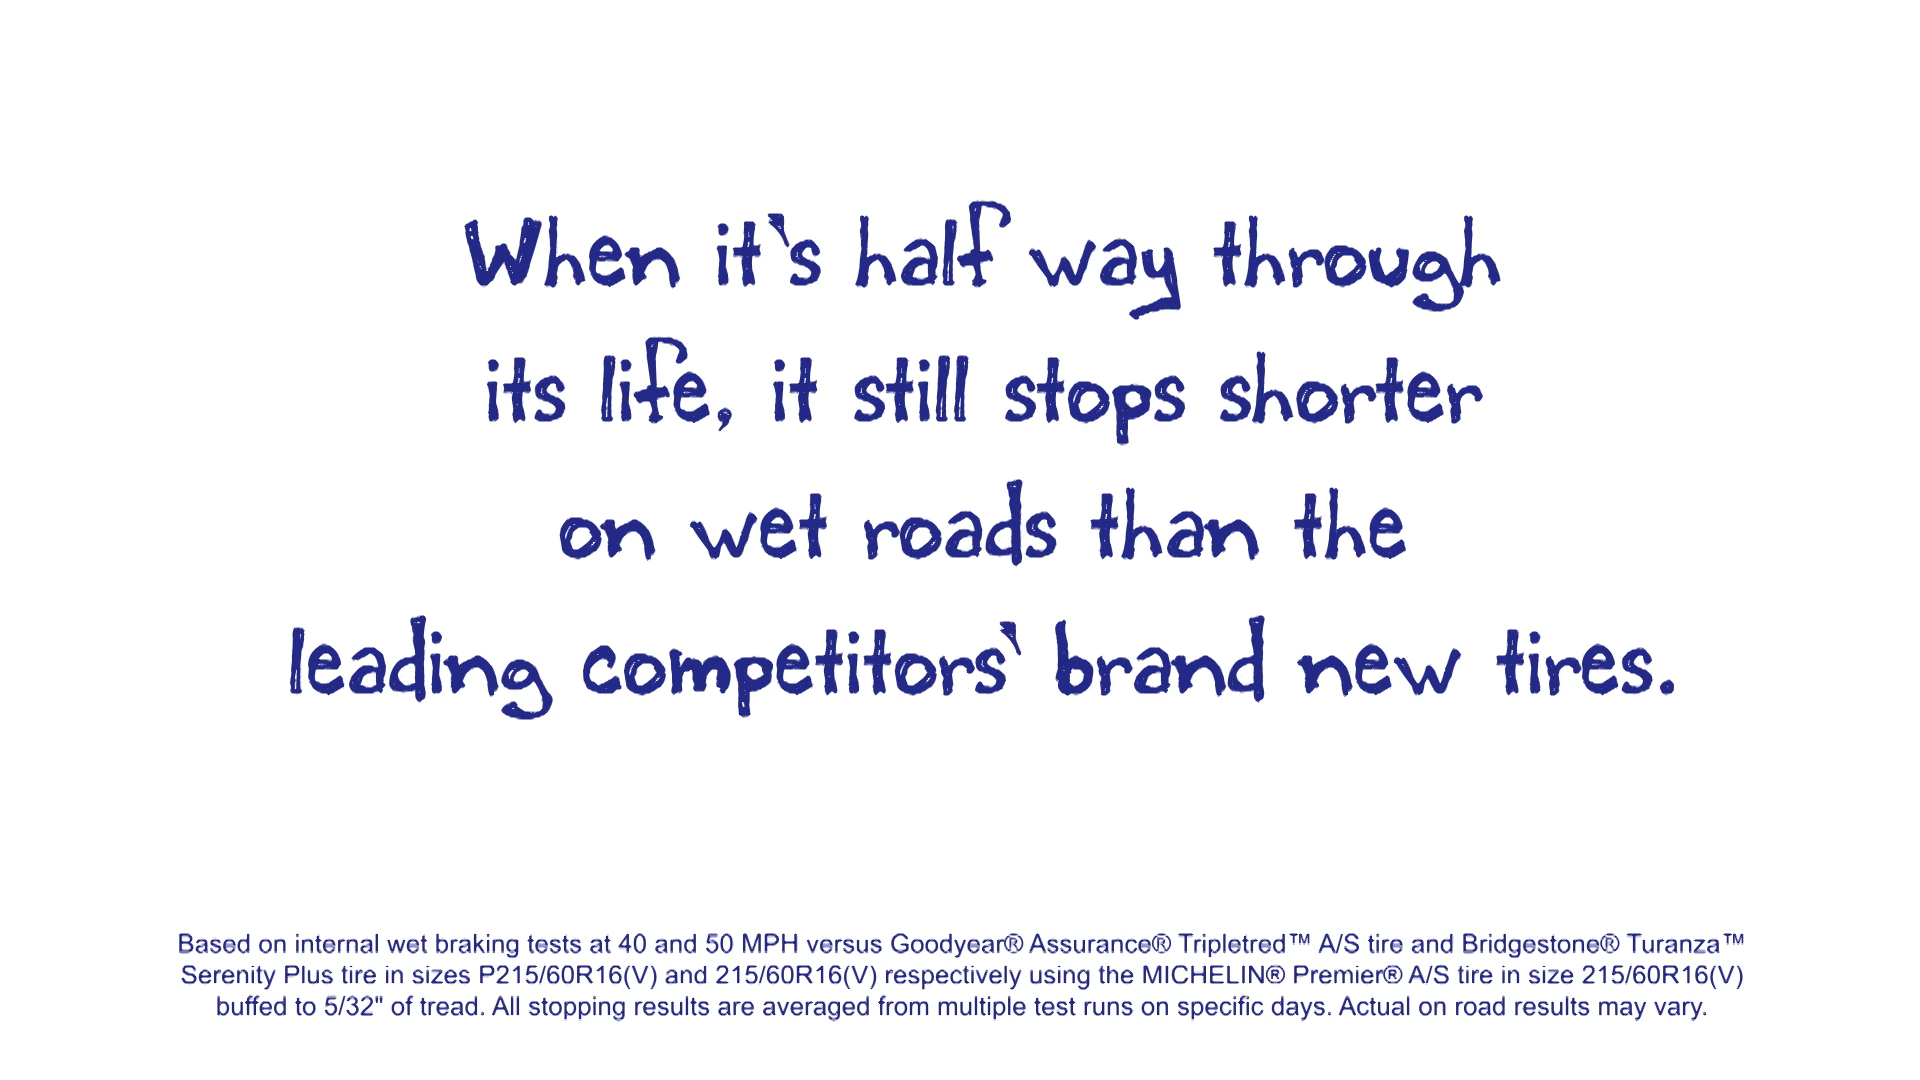 When it's half way through
its life, it still stops shorter
on wet roads than the
leading competitors' brand new tires.
Based on internal wet braking tests at 40 and 50 MPH versus Goodyear® Assurance® Tripletred™ A/S tire and Bridgestone® Turanza™
Serenity Plus tire in sizes P215/60R16(V) and 215/60R16(V) respectively using the MICHELIN® Premier® A/S tire in size 215/60R16(V)
buffed to 5/32" of tread. All stopping results are averaged from multiple test runs on specific days. Actual on road results may vary.